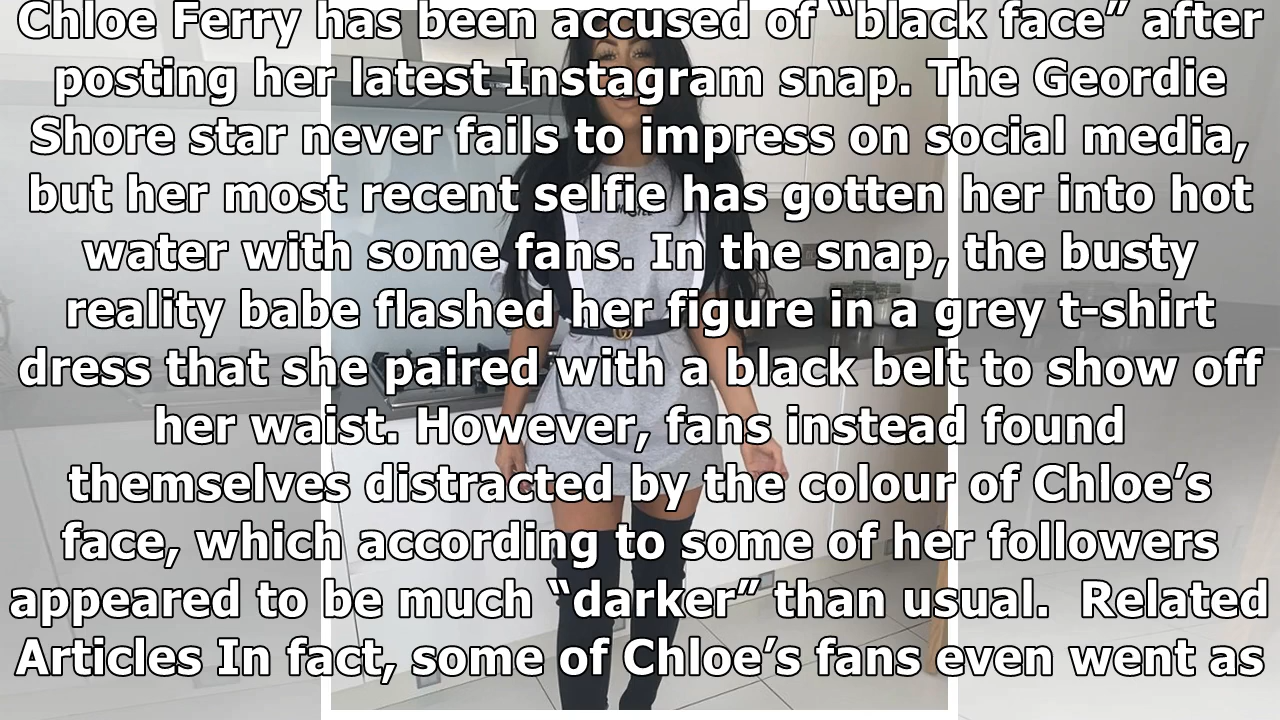 Chloe Ferry has been accused of “black face” after
posting her latest Instagram snap. The Geordie
Shore star never fails to impress on social media,
but her most recent selfie has gotten her into hot
water with some fans. In the snap, the busty
reality babe flashed her figure in a grey t-shirt
dress that she paired with a black belt to show off
her waist. However, fans instead found
themselves distracted by the colour of Chloe’s
face, which according to some of her followers
appeared to be much “darker” than usual.  Related
Articles In fact, some of Chloe’s fans even went as